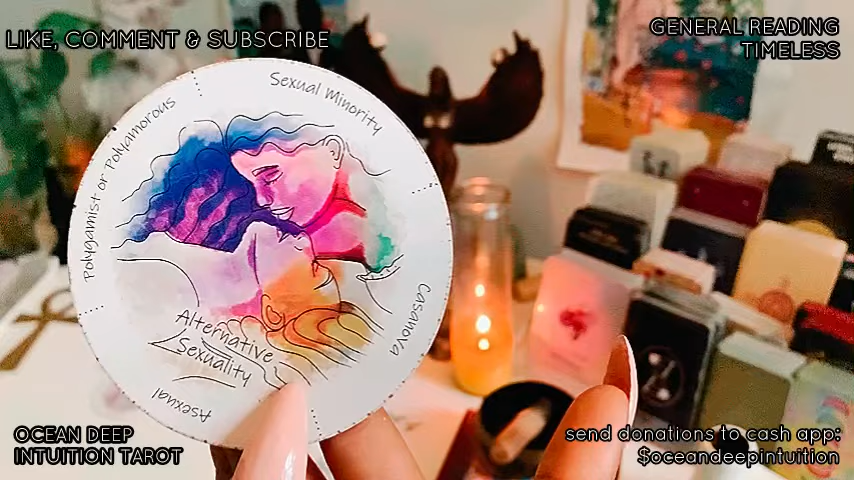 LIKE, COMMENT & SUBSCRIBE
GENERAL READING
TIMELESS
Sexual Minority
Polygamist or Polyamorous
Casanova
Alternative
Sexuality
Asexual
OCEAN DEEP
INTUITION TAROT
send donations to cash app:
$oceandeepintuition